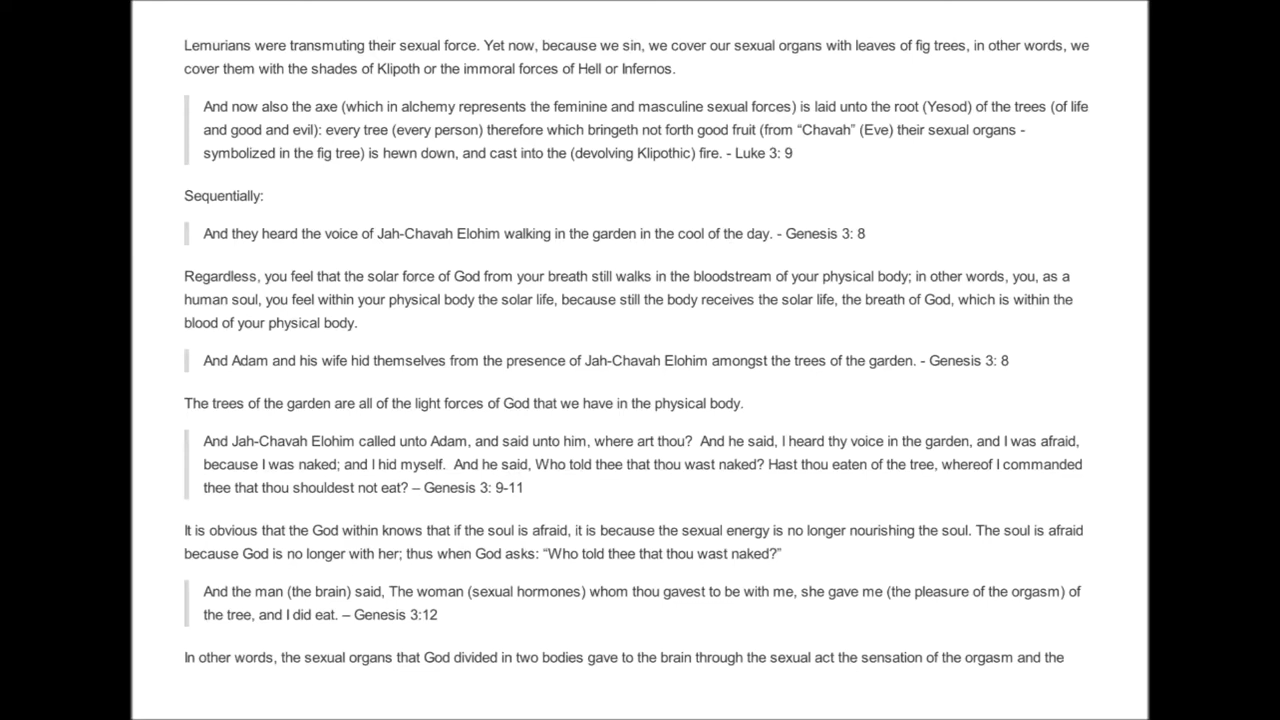 Lemurians were transmuting their sexual force. Yet now, because we sin, we cover our sexual organs with leaves of fig trees, in other words, we
cover them with the shades of Klipoth or the immoral forces of Hell or Infernos.
And now also the axe (which in alchemy represents the feminine and masculine sexual forces) is laid unto the root (Yesod) of the trees (of life
and good and evil): every tree (every person) therefore which bringeth not forth good fruit (from “Chavah” (Eve) their sexual organs -
symbolized in the fig tree) is hewn down, and cast into the (devolving Klipothic) fire. - Luke 3: 9
Sequentially:
And they heard the voice of Jah-Chavah Elohim walking in the garden in the cool of the day. - Genesis 3: 8
Regardless, you feel that the solar force of God from your breath still walks in the bloodstream of your physical body; in other words, you, as a
human soul, you feel within your physical body the solar life, because still the body receives the solar life, the breath of God, which is within the
blood of your physical body.
And Adam and his wife hid themselves from the presence of Jah-Chavah Elohim amongst the trees of the garden. - Genesis 3: 8
The trees of the garden are all of the light forces of God that we have in the physical body.
And Jah-Chavah Elohim called unto Adam, and said unto him, where art thou?  And he said, I heard thy voice in the garden, and I was afraid,
because I was naked; and I hid myself.  And he said, Who told thee that thou wast naked? Hast thou eaten of the tree, whereof I commanded
thee that thou shouldest not eat? – Genesis 3: 9-11
It is obvious that the God within knows that if the soul is afraid, it is because the sexual energy is no longer nourishing the soul. The soul is afraid
because God is no longer with her; thus when God asks: “Who told thee that thou wast naked?”
And the man (the brain) said, The woman (sexual hormones) whom thou gavest to be with me, she gave me (the pleasure of the orgasm) of
the tree, and I did eat. – Genesis 3:12
In other words, the sexual organs that God divided in two bodies gave to the brain through the sexual act the sensation of the orgasm and the